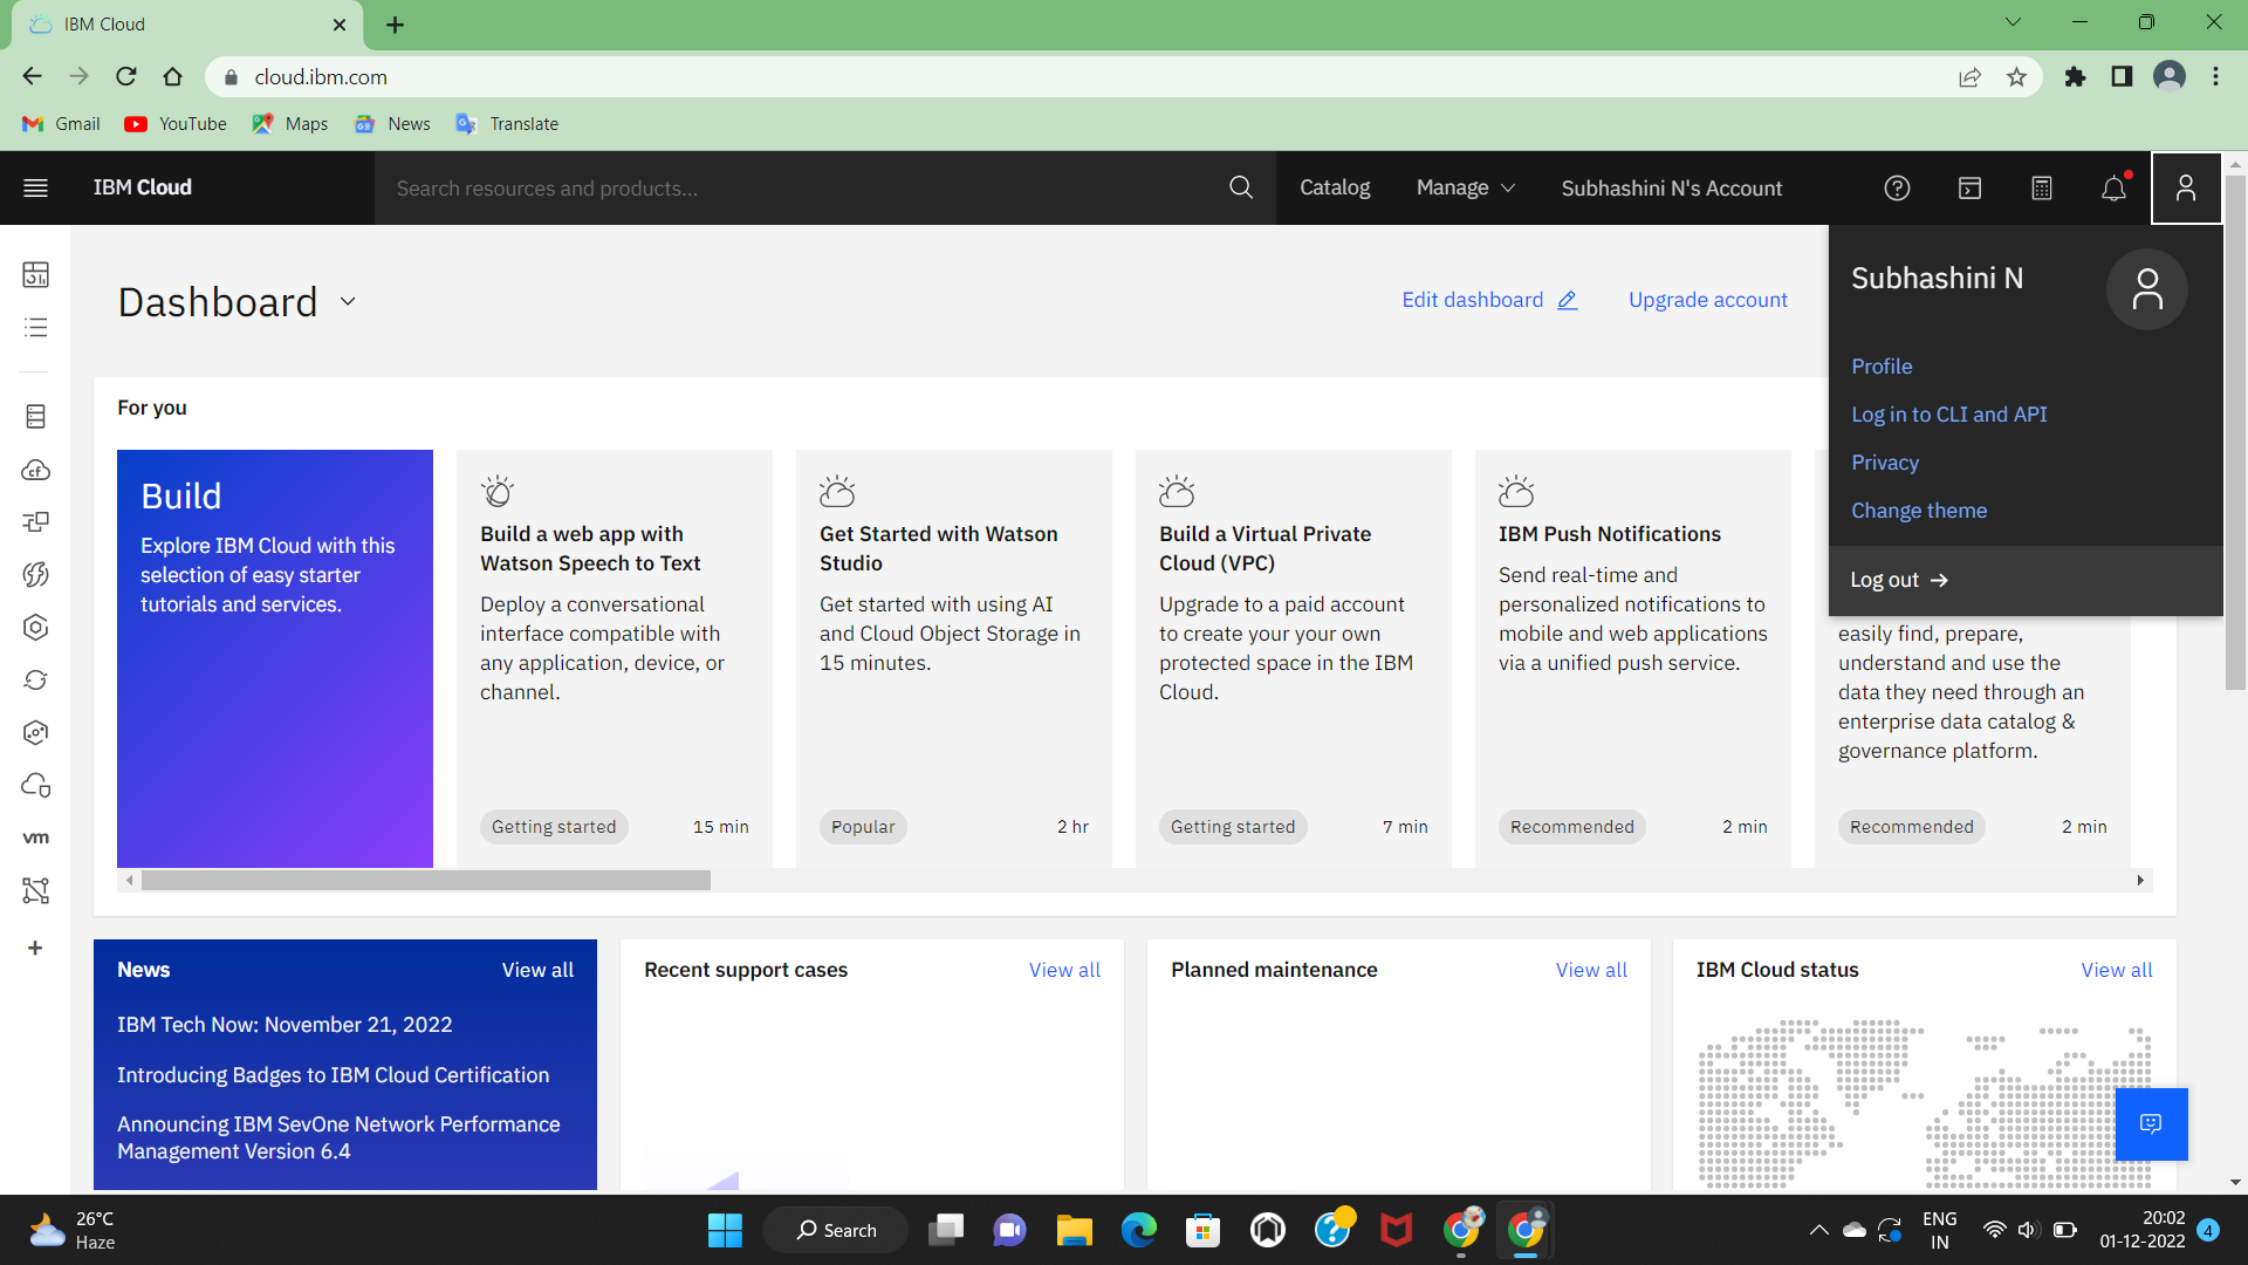 IBM Cloud
cloud.ibm.com
Gmail YouTube Maps News Translate
IBM Cloud
Search resources and products...
Catalog Manage Subhashini N's Account
Dashboard
Edit dashboard Upgrade account
Subhashini N
Profile
Log in to CLI and API
Privacy
Change theme
Log out →
For you
Build
Explore IBM Cloud with this
selection of easy starter
tutorials and services.
Build a web app with
Watson Speech to Text
Deploy a conversational
interface compatible with
any application, device, or
channel.
Getting started 15 min
Get Started with Watson
Studio
Get started with using AI
and Cloud Object Storage in
15 minutes.
Popular 2 hr
Build a Virtual Private
Cloud (VPC)
Upgrade to a paid account
to create your your own
protected space in the IBM
Cloud.
Getting started 7 min
IBM Push Notifications
Send real-time and
personalized notifications to
mobile and web applications
via a unified push service.
Recommended 2 min
easily find, prepare,
understand and use the
data they need through an
enterprise data catalog &
governance platform.
Recommended 2 min
cf
vm
News View all
IBM Tech Now: November 21, 2022
Introducing Badges to IBM Cloud Certification
Announcing IBM SevOne Network Performance
Management Version 6.4
Recent support cases View all
Planned maintenance View all
IBM Cloud status View all
26°C
Haze
Search
ENG
IN
20:02
01-12-2022
4